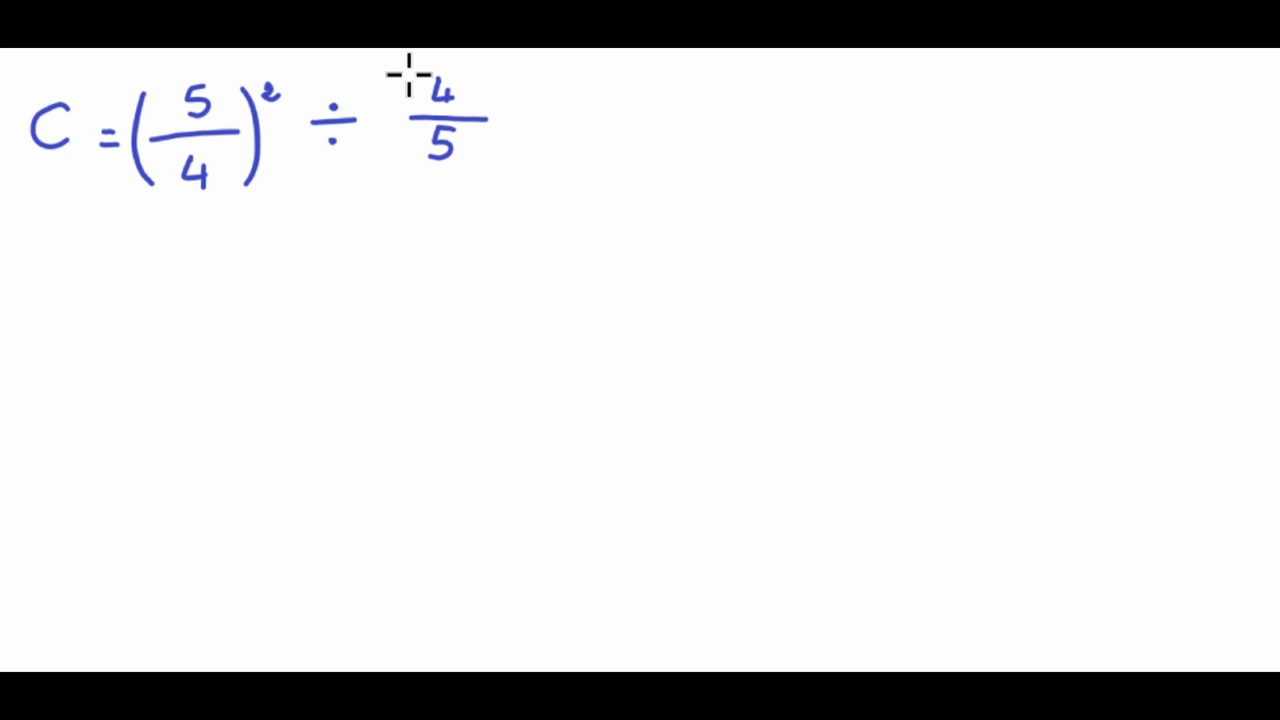 C = (5/4)² ÷ 4/5